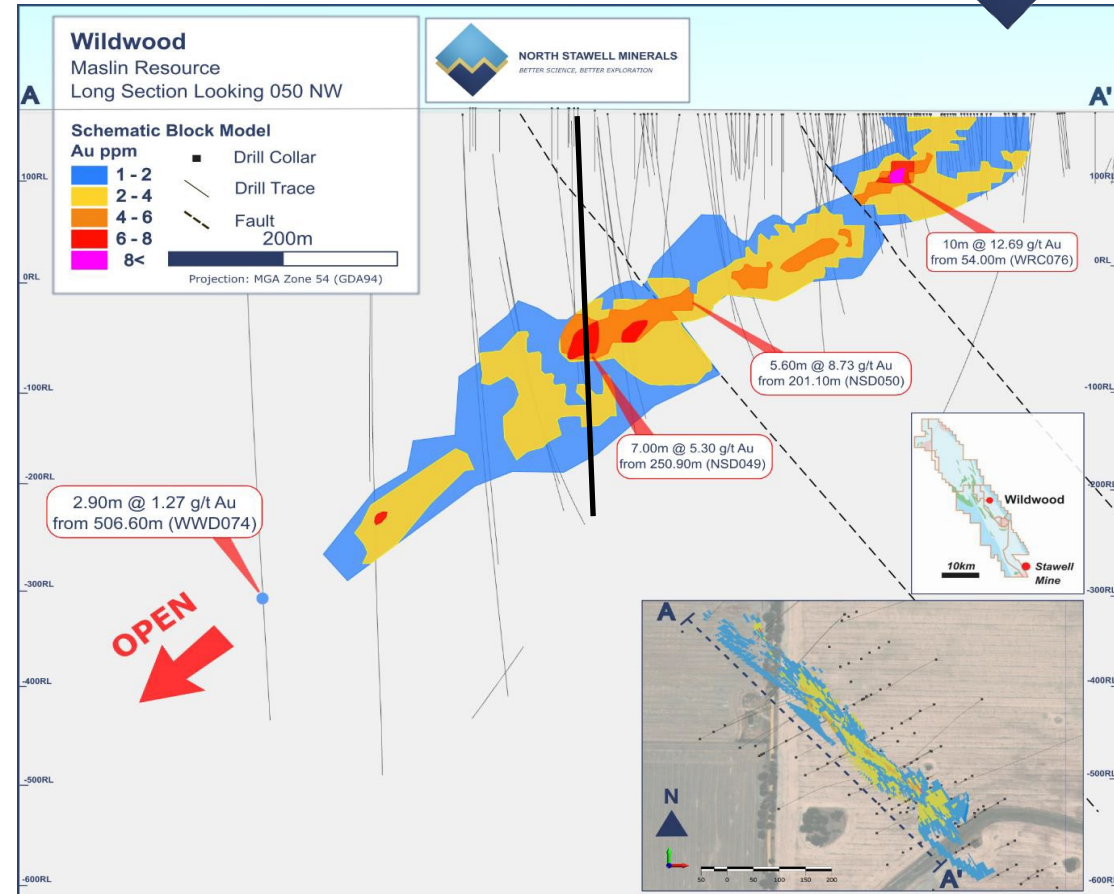 Wildwood
Maslin Resource
Long Section Looking 050 NW
NORTH STAWELL MINERALS
BETTER SCIENCE, BETTER EXPLORATION
A
A'
Schematic Block Model
Au ppm
1 - 2
2 - 4
4 - 6
6 - 8
8<
Drill Collar
Drill Trace
Fault
200m
Projection: MGA Zone 54 (GDA94)
100RL
0RL
-100RL
-200RL
-300RL
-400RL
-500RL
-600RL
100RL
0RL
-100RL
-200RL
-300RL
-400RL
-500RL
-600RL
10m @ 12.69 g/t Au
from 54.00m (WRC076)
5.60m @ 8.73 g/t Au
from 201.10m (NSD050)
7.00m @ 5.30 g/t Au
from 250.90m (NSD049)
2.90m @ 1.27 g/t Au
from 506.60m (WWD074)
OPEN
Wildwood
10km
Stawell
Mine
A
N
50 0 50 100 150 200
A'